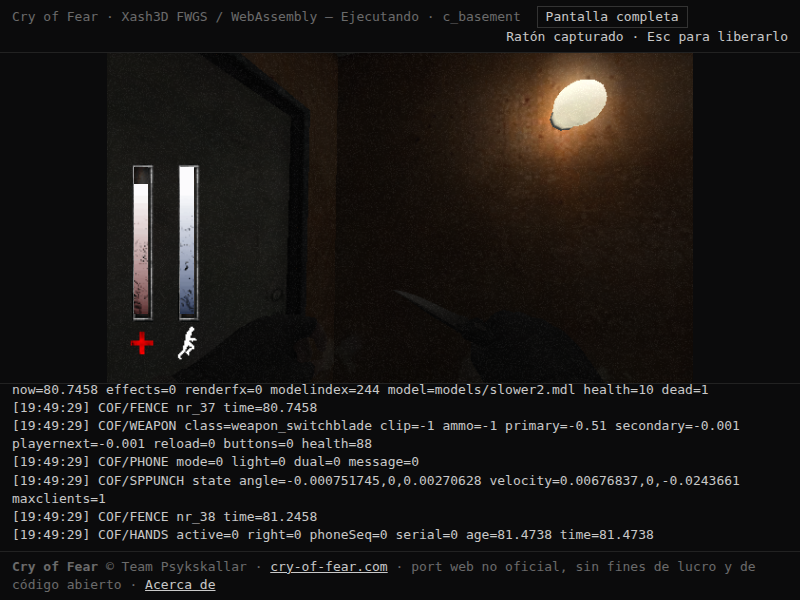 Cry of Fear · Xash3D FWGS / WebAssembly — Ejecutando · c_basement
Pantalla completa
Ratón capturado · Esc para liberarlo
now=80.7458 effects=0 renderfx=0 modelindex=244 model=models/slower2.mdl health=10 dead=1
[19:49:29] COF/FENCE nr_37 time=80.7458
[19:49:29] COF/WEAPON class=weapon_switchblade clip=-1 ammo=-1 primary=-0.51 secondary=-0.001
playernext=-0.001 reload=0 buttons=0 health=88
[19:49:29] COF/PHONE mode=0 light=0 dual=0 message=0
[19:49:29] COF/SPPUNCH state angle=-0.000751745,0,0.00270628 velocity=0.00676837,0,-0.0243661
maxclients=1
[19:49:29] COF/FENCE nr_38 time=81.2458
[19:49:29] COF/HANDS active=0 right=0 phoneSeq=0 serial=0 age=81.4738 time=81.4738
Cry of Fear © Team Psykskallar · cry-of-fear.com · port web no oficial, sin fines de lucro y de
código abierto · Acerca de